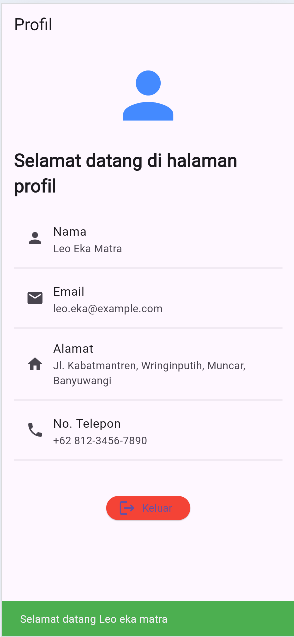 Profil
Selamat datang di halaman
profil
Nama
Leo Eka Matra
Email
leo.eka@example.com
Alamat
Jl. Kabatmantren, Wringinputih, Muncar,
Banyuwangi
No. Telepon
+62 812-3456-7890
Keluar
Selamat datang Leo eka matra